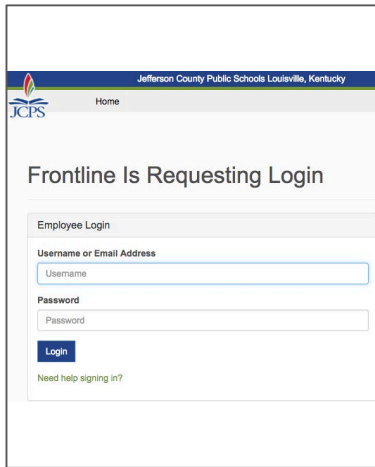 Jefferson County Public Schools Louisville, Kentucky
JCPS
Home
Frontline Is Requesting Login
Employee Login
Username or Email Address
Username
Password
Password
Login
Need help signing in?